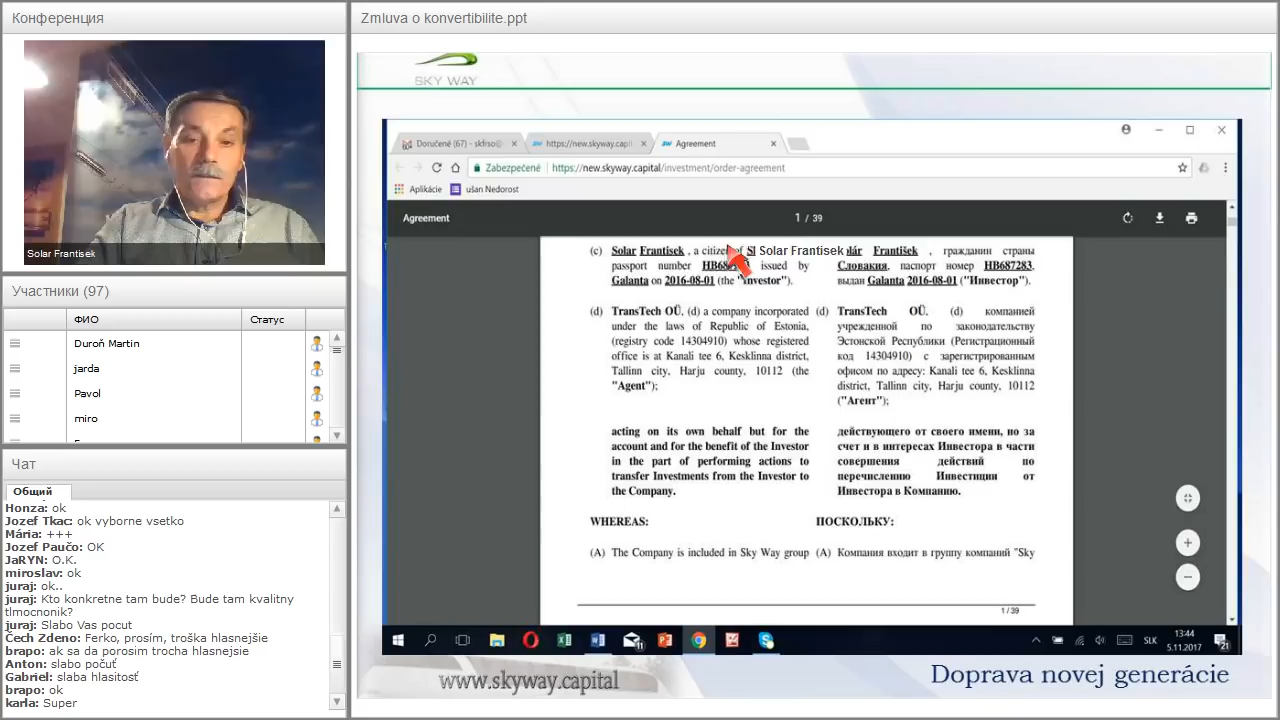 Конференция
Solar Frantisek
Участники (97)
ФИО
Статус
Duroň Martin
jarda
Pavol
miro
Чат
Общий
Honza: ok
Jozef Tkac: ok vyborne vsetko
Mária: +++
Jozef Paučo: OK
JaRYN: O.K.
miroslav: ok
juraj: ok..
juraj: Kto konkretne tam bude? Bude tam kvalitny
tlmocnonik?
juraj: Slabo Vas pocut
Čech Zdeno: Ferko, prosím, troška hlasnejšie
brapo: ak sa da porosim trocha hlasnejsie
Anton: slabo počuť
Gabriel: slaba hlasitosť
brapo: ok
karla: Super
Zmluva o konvertibilite.ppt
SKY WAY
Doručené (67) - skfriso@
https://new.skyway.capit
Agreement
Zabezpečené
https://new.skyway.capital/investment/order-agreement
Aplikácie
ušan Nedorost
Agreement
1 / 39
(c) Solar Frantisek , a citizen of Sl
passport number issued by
Galanta on 2016-08-01 (the "Investor").
Solar Frantisek
František , гражданин страны
Словакия, паспорт номер HB687283,
выдан Galanta 2016-08-01 ("Инвестор").
(d) TransTech OÜ, (d) a company incorporated
under the laws of Republic of Estonia,
(registry code 14304910) whose registered
office is at Kanali tee 6, Kesklinna district,
Tallinn city, Harju county, 10112 (the
"Agent");
(d) TransTech OÜ, (d) компанией
учрежденной по законодательству
Эстонской Республики (Регистрационный
код 14304910) с зарегистрированным
офисом по адресу: Kanali tee 6, Kesklinna
district, Tallinn city, Harju county, 10112
("Агент");
acting on its own behalf but for the
account and for the benefit of the Investor
in the part of performing actions to
transfer Investments from the Investor to
the Company.
действующего от своего имени, но за
счет и в интересах Инвестора в части
совершения действий по
перечислению Инвестиции от
Инвестора в Компанию.
WHEREAS:
ПОСКОЛЬКУ:
(A) The Company is included in Sky Way group
(A) Компания входит в группу компаний "Sky
1 / 39
11
SLK
13:44
5.11.2017
21
www.skyway.capital
Doprava novej generácie